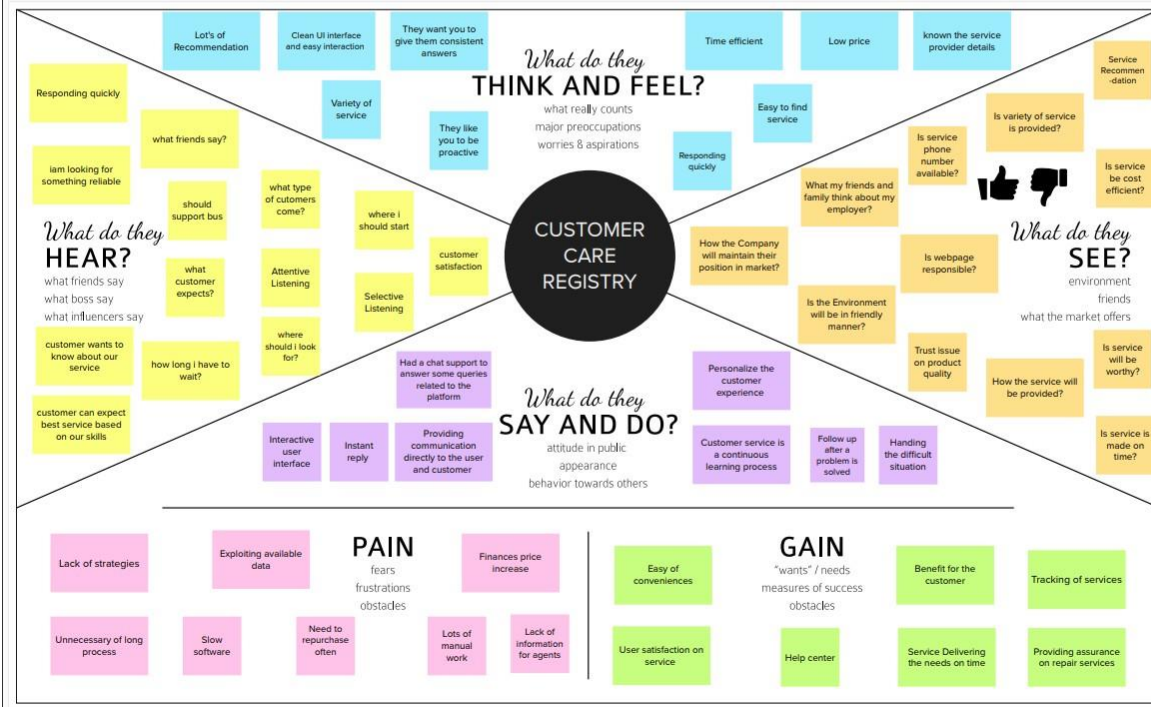 Lot's of
Recommendation
Clean UI interface
and easy interaction
They want you to
give them consistent
answers
Variety of
service
They like
you to be
proactive
What do they
THINK AND FEEL?
what really counts
major preoccupations
worries & aspirations
Time efficient
Low price
known the service
provider details
Easy to find
service
Responding
quickly
Responding quickly
what friends say?
iam looking for
something reliable
should
support bus
what type
of cutomers
come?
where i
should start
What do they
HEAR?
what friends say
what boss say
what influencers say
what
customer
expects?
Attentive
Listening
customer
satisfaction
Selective
Listening
customer wants to
know about our
service
how long i have to
wait?
where
should i look
for?
customer can expect
best service based
on our skills
CUSTOMER
CARE
REGISTRY
Service
Recommen
-dation
Is variety of service
is provided?
Is service
phone
number
available?
Is service
be cost
efficient?
What my friends and
family think about my
employer?
How the Company
will maintain their
position in market?
Is webpage
responsible?
What do they
SEE?
environment
friends
what the market offers
Is the Environment
will be in friendly
manner?
Trust issue
on product
quality
How the service will
be provided?
Is service
will be
worthy?
Is service is
made on
time?
Had a chat support to
answer some queries
related to the
platform
Interactive
user
interface
Instant
reply
Providing
communication
directly to the user
and customer
What do they
SAY AND DO?
attitude in public
appearance
behavior towards others
Personalize the
customer
experience
Customer service is
a continuous
learning process
Follow up
after a
problem is
solved
Handing
the difficult
situation
PAIN
fears
frustrations
obstacles
Lack of strategies
Exploiting available
data
Finances price
increase
Unnecessary of long
process
Slow
software
Need to
repurchase
often
Lots of
manual
work
Lack of
information
for agents
GAIN
"wants" / needs
measures of success
obstacles
Easy of
conveniences
Benefit for the
customer
Tracking of services
User satisfaction on
service
Help center
Service Delivering
the needs on time
Providing assurance
on repair services